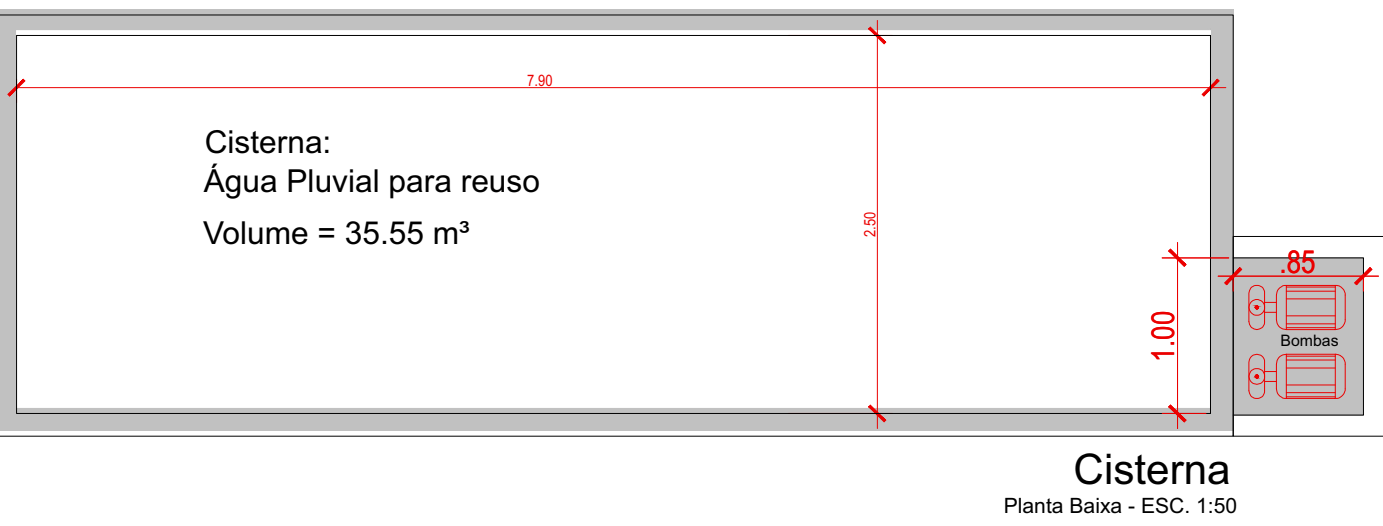 7.90
Cisterna:
Água Pluvial para reuso
Volume = 35.55 m³
2.50
.85
1.00
Bombas
Cisterna
Planta Baixa - ESC. 1:50